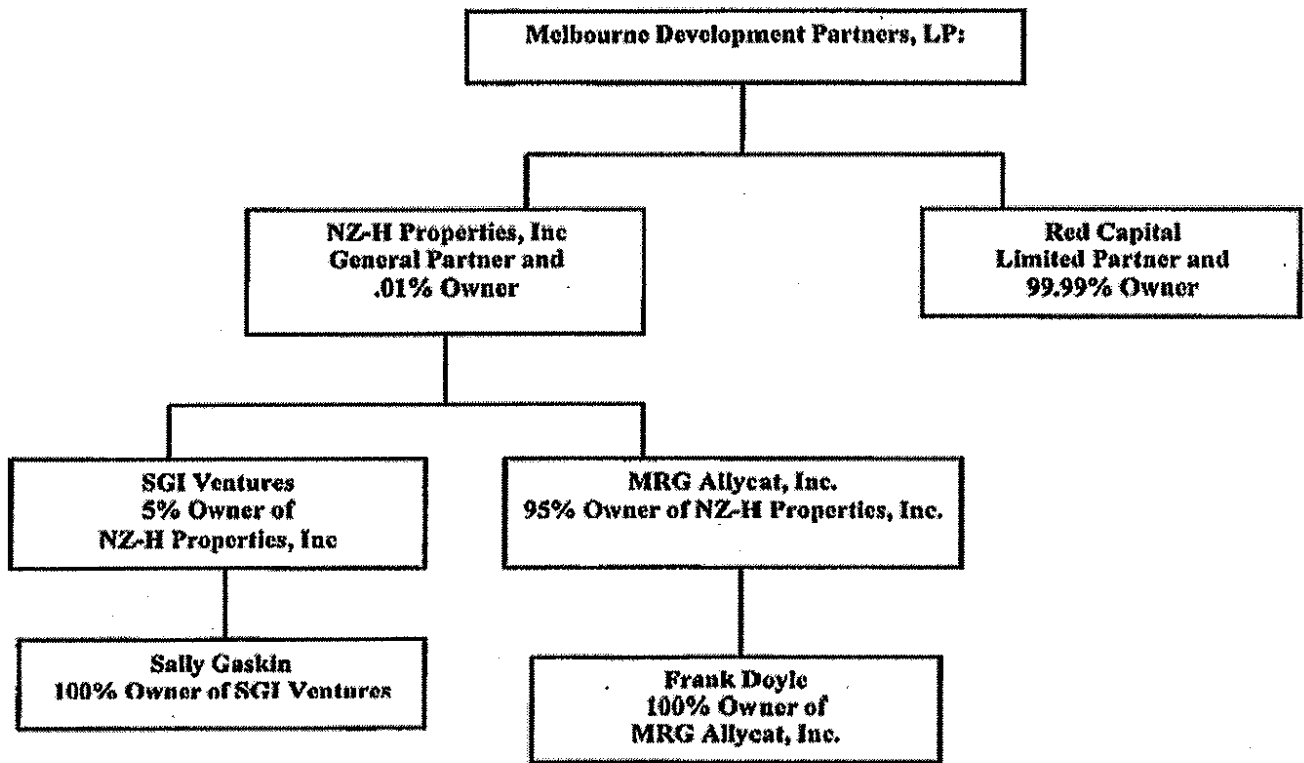 Melbourne Development Partners, LP:
NZ-H Properties, Inc
General Partner and
.01% Owner
Red Capital
Limited Partner and
99.99% Owner
SGI Ventures
5% Owner of
NZ-H Properties, Inc
MRG Allycat, Inc.
95% Owner of NZ-H Properties, Inc.
Sally Gaskin
100% Owner of SGI Ventures
Frank Doyle
100% Owner of
MRG Allycat, Inc.